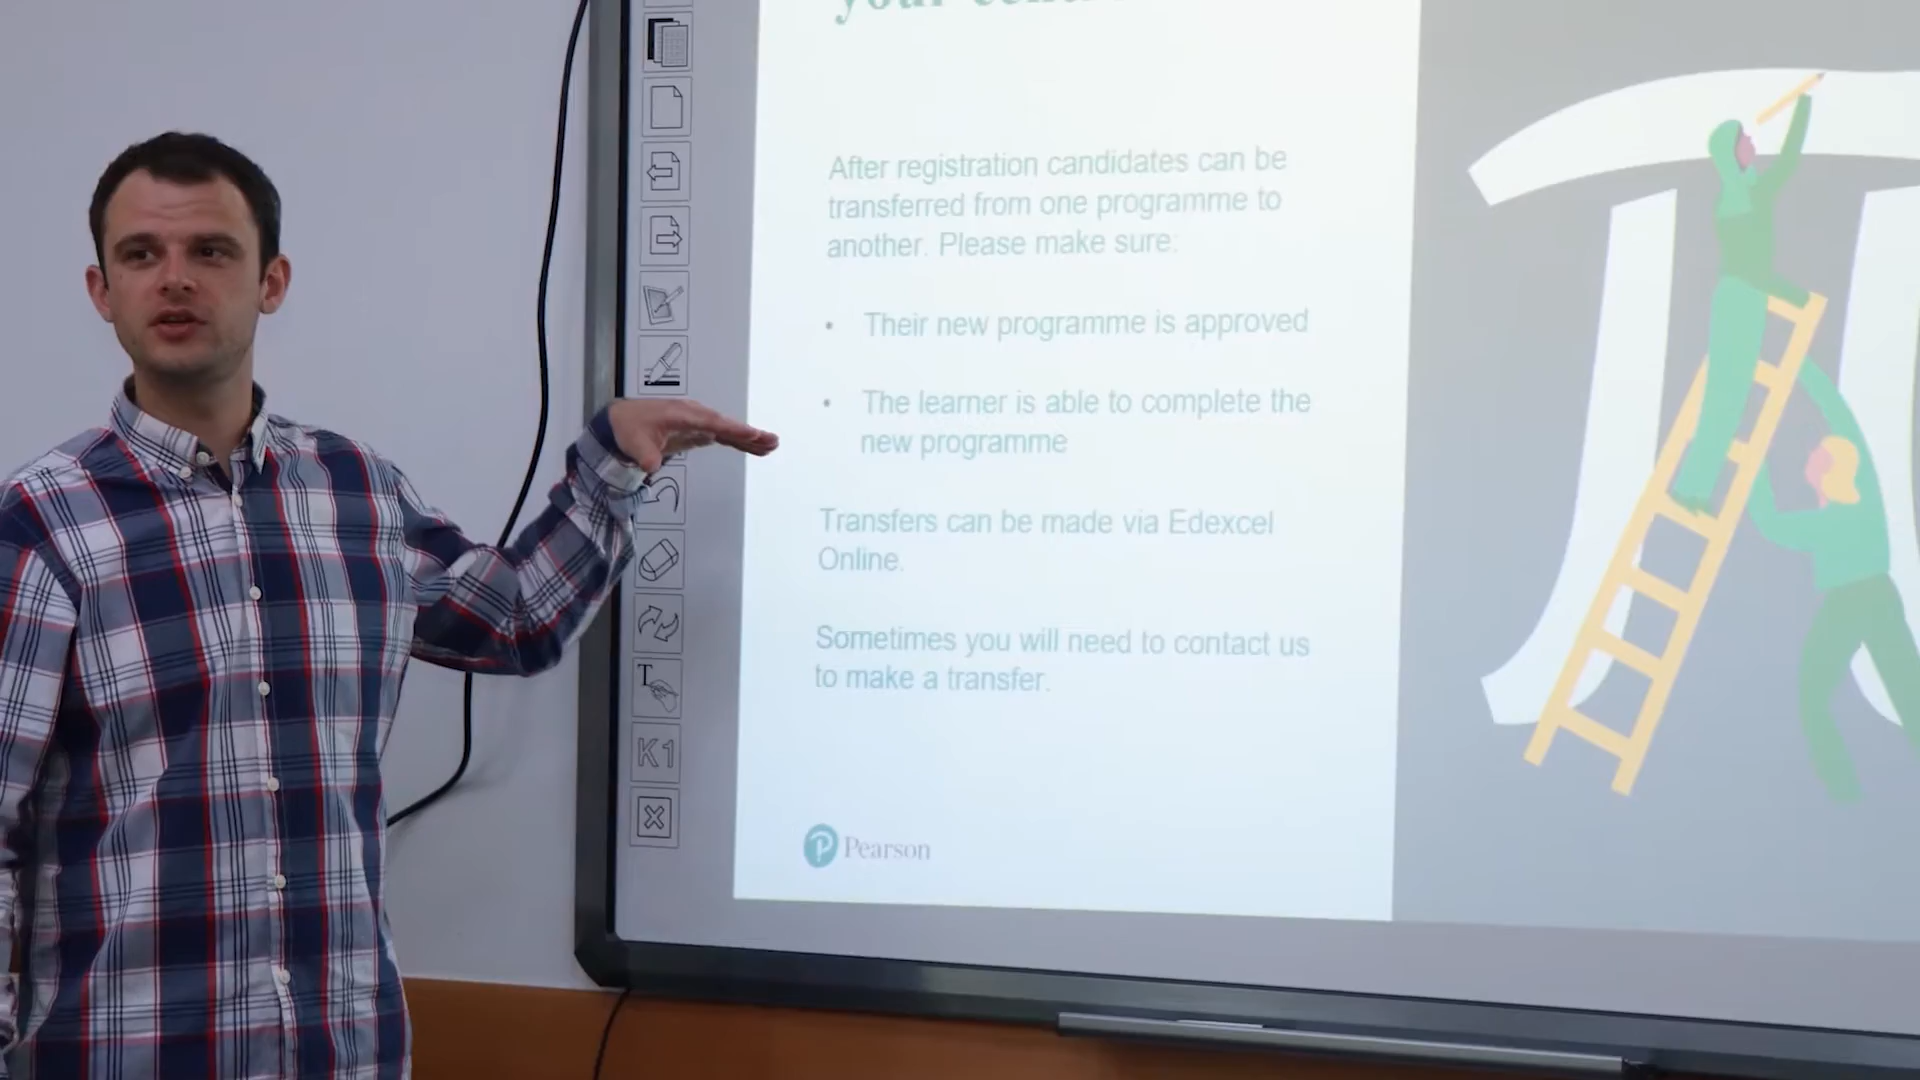 your
After registration candidates can be
transferred from one programme to
another. Please make sure:
• Their new programme is approved
• The learner is able to complete the
new programme
Transfers can be made via Edexcel
Online.
Sometimes you will need to contact us
to make a transfer.
Pearson
T
K1